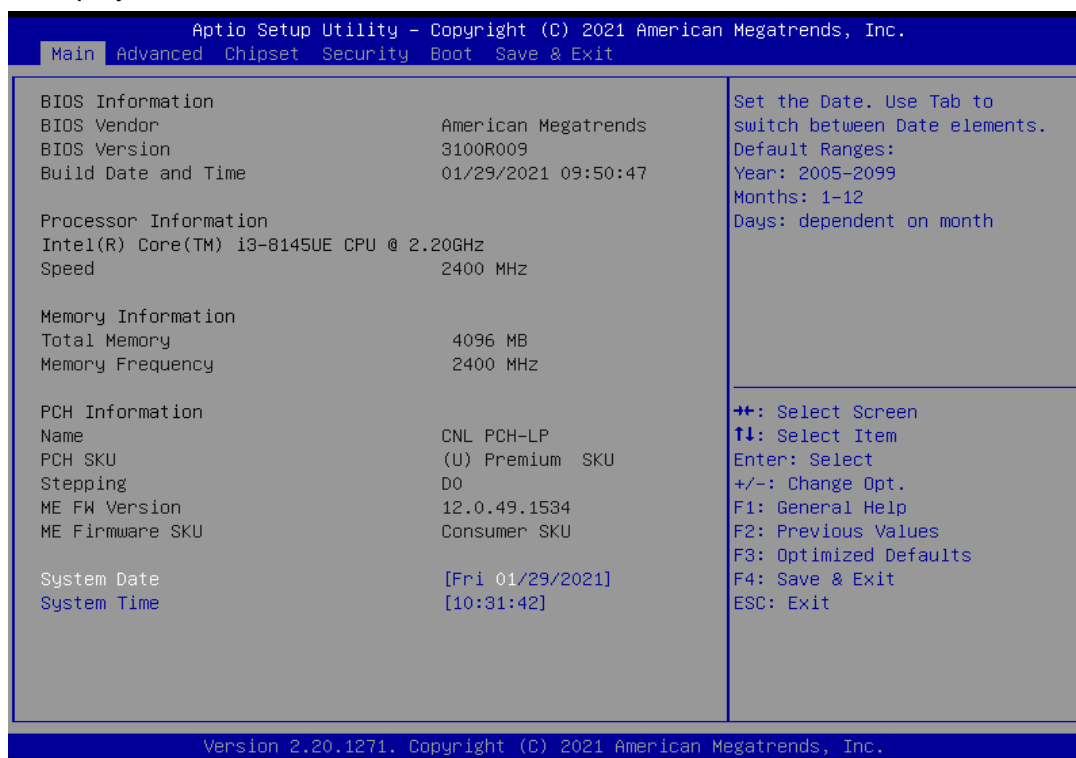 Aptio Setup Utility – Copyright (C) 2021 American Megatrends, Inc.
Main Advanced Chipset Security Boot Save & Exit
BIOS Information
BIOS Vendor American Megatrends
BIOS Version 3100R009
Build Date and Time 01/29/2021 09:50:47
Processor Information
Intel(R) Core(TM) i3-8145UE CPU @ 2.20GHz
Speed 2400 MHz
Memory Information
Total Memory 4096 MB
Memory Frequency 2400 MHz
PCH Information
Name CNL PCH-LP
PCH SKU (U) Premium SKU
Stepping D0
ME FW Version 12.0.49.1534
ME Firmware SKU Consumer SKU
System Date [Fri 01/29/2021]
System Time [10:31:42]
Set the Date. Use Tab to
switch between Date elements.
Default Ranges:
Year: 2005-2099
Months: 1-12
Days: dependent on month
→←: Select Screen
↑↓: Select Item
Enter: Select
+/-: Change Opt.
F1: General Help
F2: Previous Values
F3: Optimized Defaults
F4: Save & Exit
ESC: Exit
Version 2.20.1271. Copyright (C) 2021 American Megatrends, Inc.